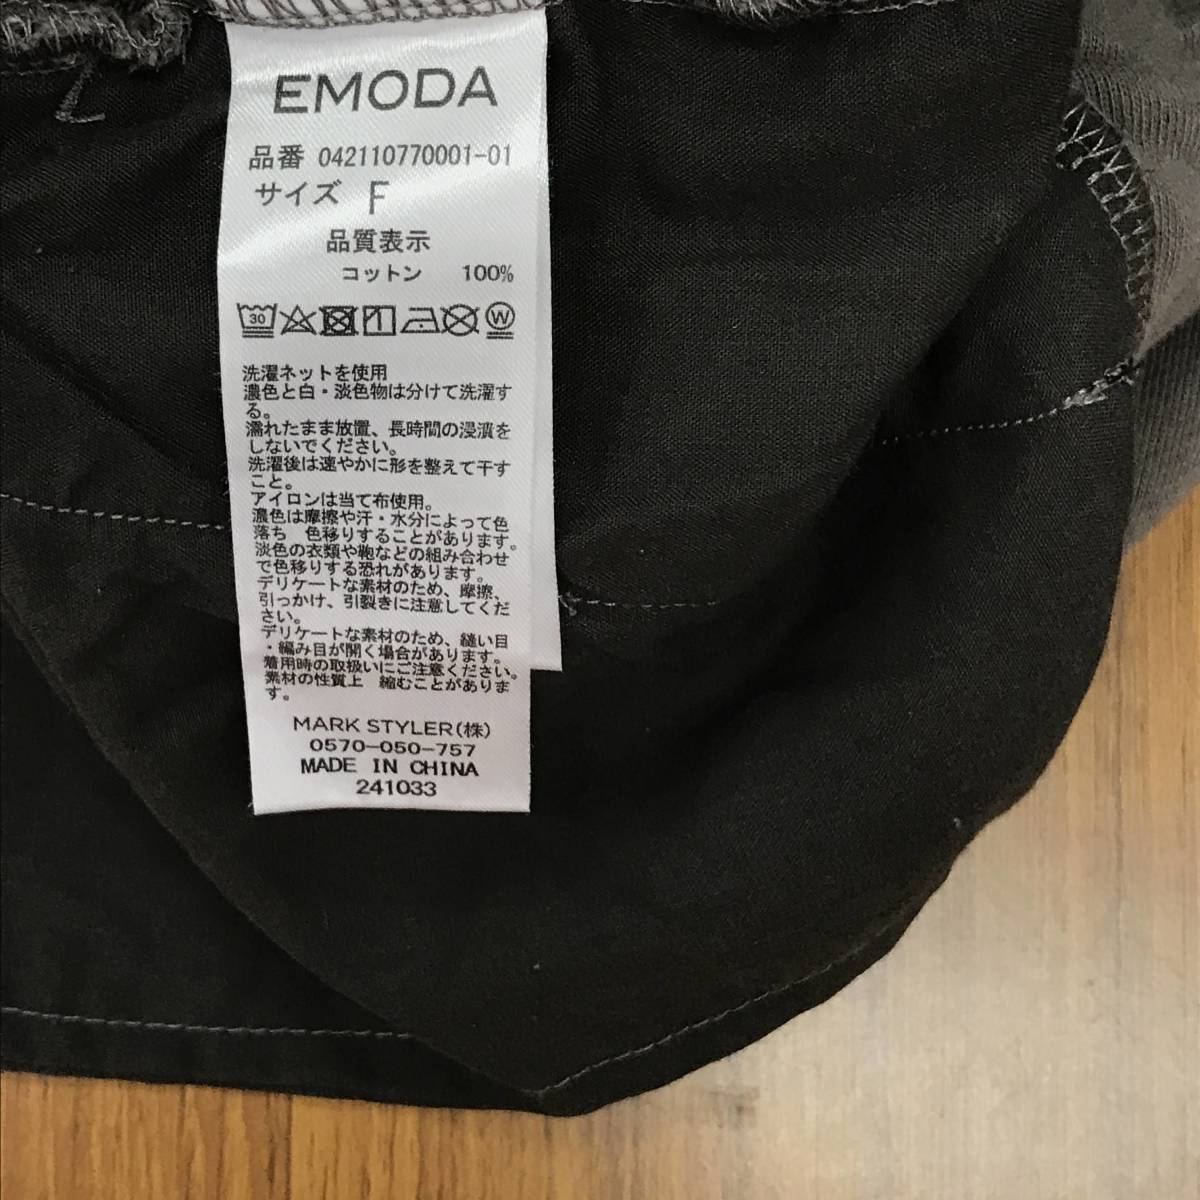 EMODA
品番 042110770001-01
サイズ F
品質表示
コットン 100%
30 W
洗濯ネットを使用
濃色と白・淡色物は分けて洗濯す
る。
濡れたまま放置、長時間の浸漬を
しないでください。
洗濯後は速やかに形を整えて干す
こと。
アイロンは当て布使用。
濃色は摩擦や汗・水分によって色
落ち 色移りすることがあります。
淡色の衣類や鞄などの組み合わせ
で色移りする恐れがあります。
デリケートな素材のため、摩擦、
引っかけ、引裂きに注意してくだ
さい。
デリケートな素材のため、縫い目
・編み目が開く場合があります。
着用時の取扱いにご注意ください。
素材の性質上 縮むことがありま
す。
MARK STYLER(株)
0570-050-757
MADE IN CHINA
241033